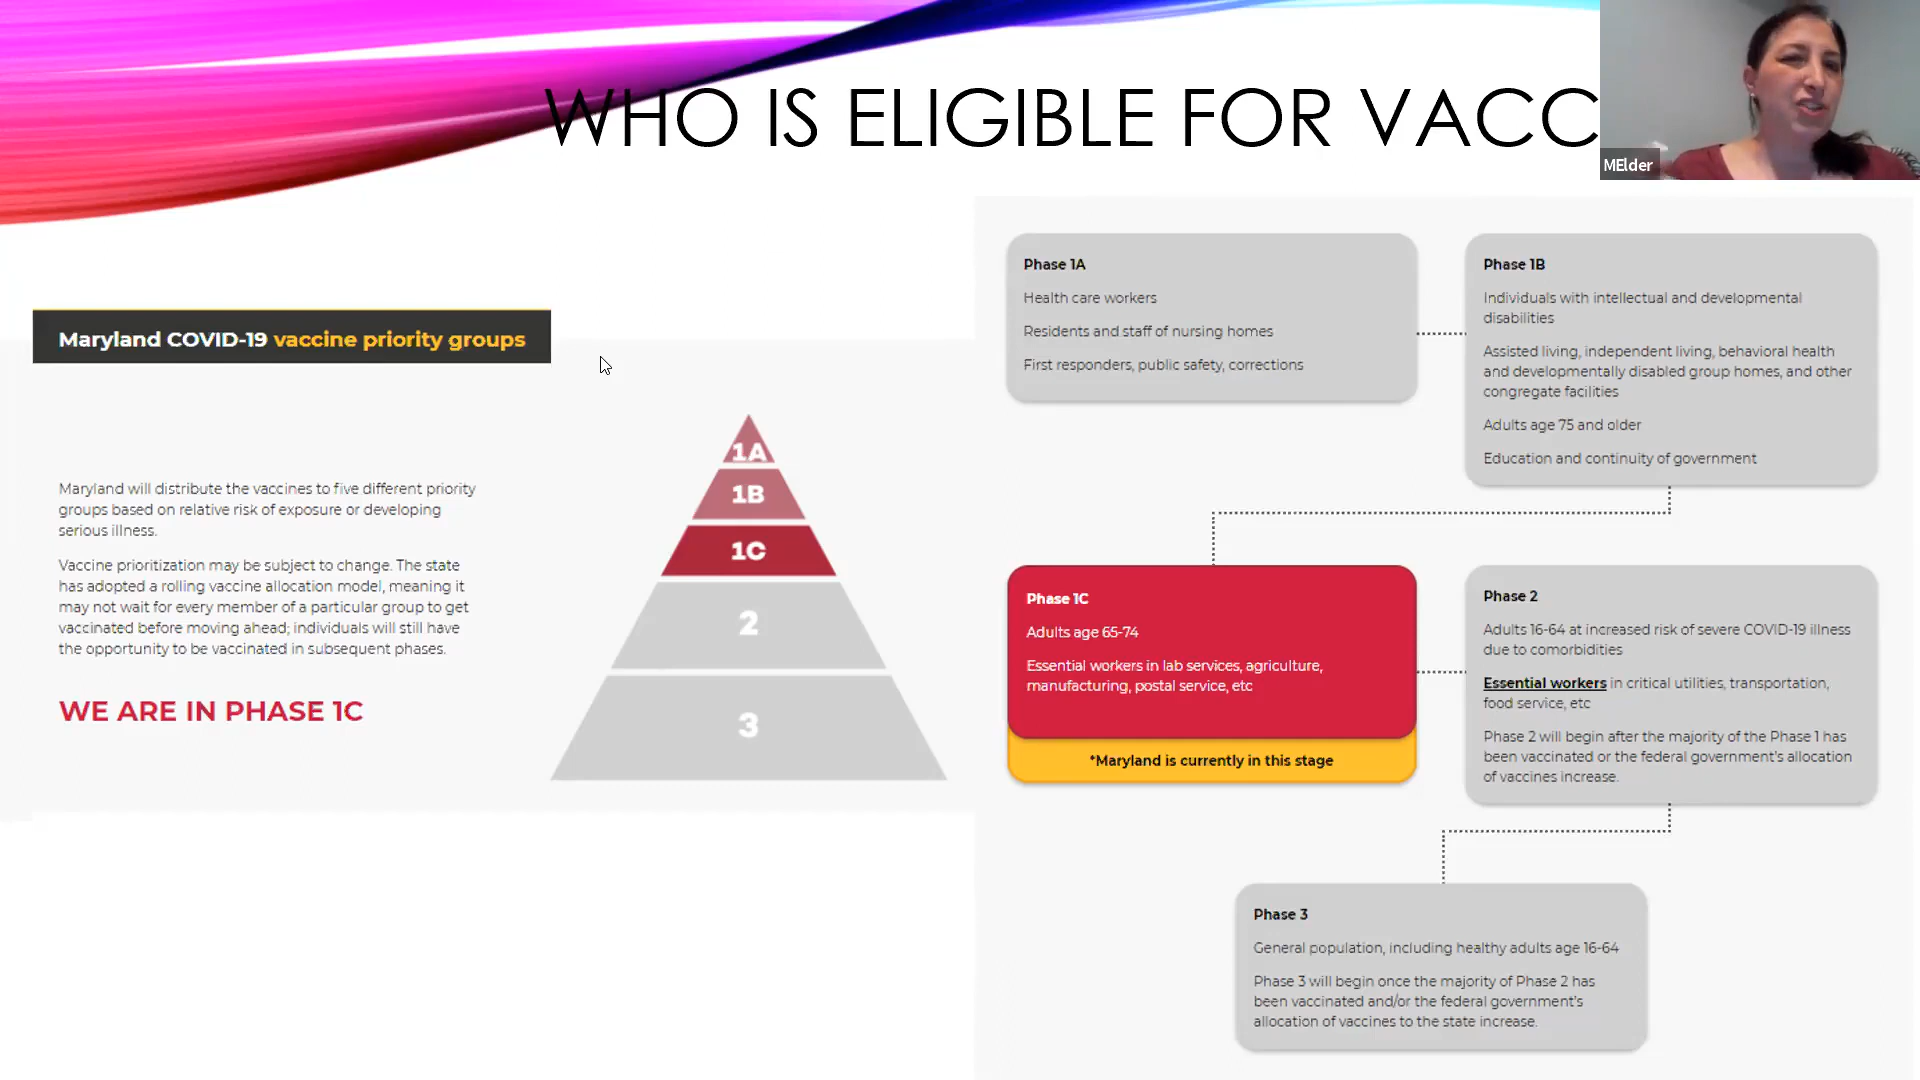 WHO IS ELIGIBLE FOR VACC
MElder
Maryland COVID-19 vaccine priority groups
Maryland will distribute the vaccines to five different priority
groups based on relative risk of exposure or developing
serious illness.
Vaccine prioritization may be subject to change. The state
has adopted a rolling vaccine allocation model, meaning it
may not wait for every member of a particular group to get
vaccinated before moving ahead; individuals will still have
the opportunity to be vaccinated in subsequent phases.
WE ARE IN PHASE 1C
1A
1B
1C
2
3
Phase 1A
Health care workers
Residents and staff of nursing homes
First responders, public safety, corrections
Phase 1B
Individuals with intellectual and developmental
disabilities
Assisted living, independent living, behavioral health
and developmentally disabled group homes, and other
congregate facilities
Adults age 75 and older
Education and continuity of government
Phase 1C
Adults age 65-74
Essential workers in lab services, agriculture,
manufacturing, postal service, etc
*Maryland is currently in this stage
Phase 2
Adults 16-64 at increased risk of severe COVID-19 illness
due to comorbidities
Essential workers in critical utilities, transportation,
food service, etc
Phase 2 will begin after the majority of the Phase 1 has
been vaccinated or the federal government's allocation
of vaccines increase.
Phase 3
General population, including healthy adults age 16-64
Phase 3 will begin once the majority of Phase 2 has
been vaccinated and/or the federal government's
allocation of vaccines to the state increase.